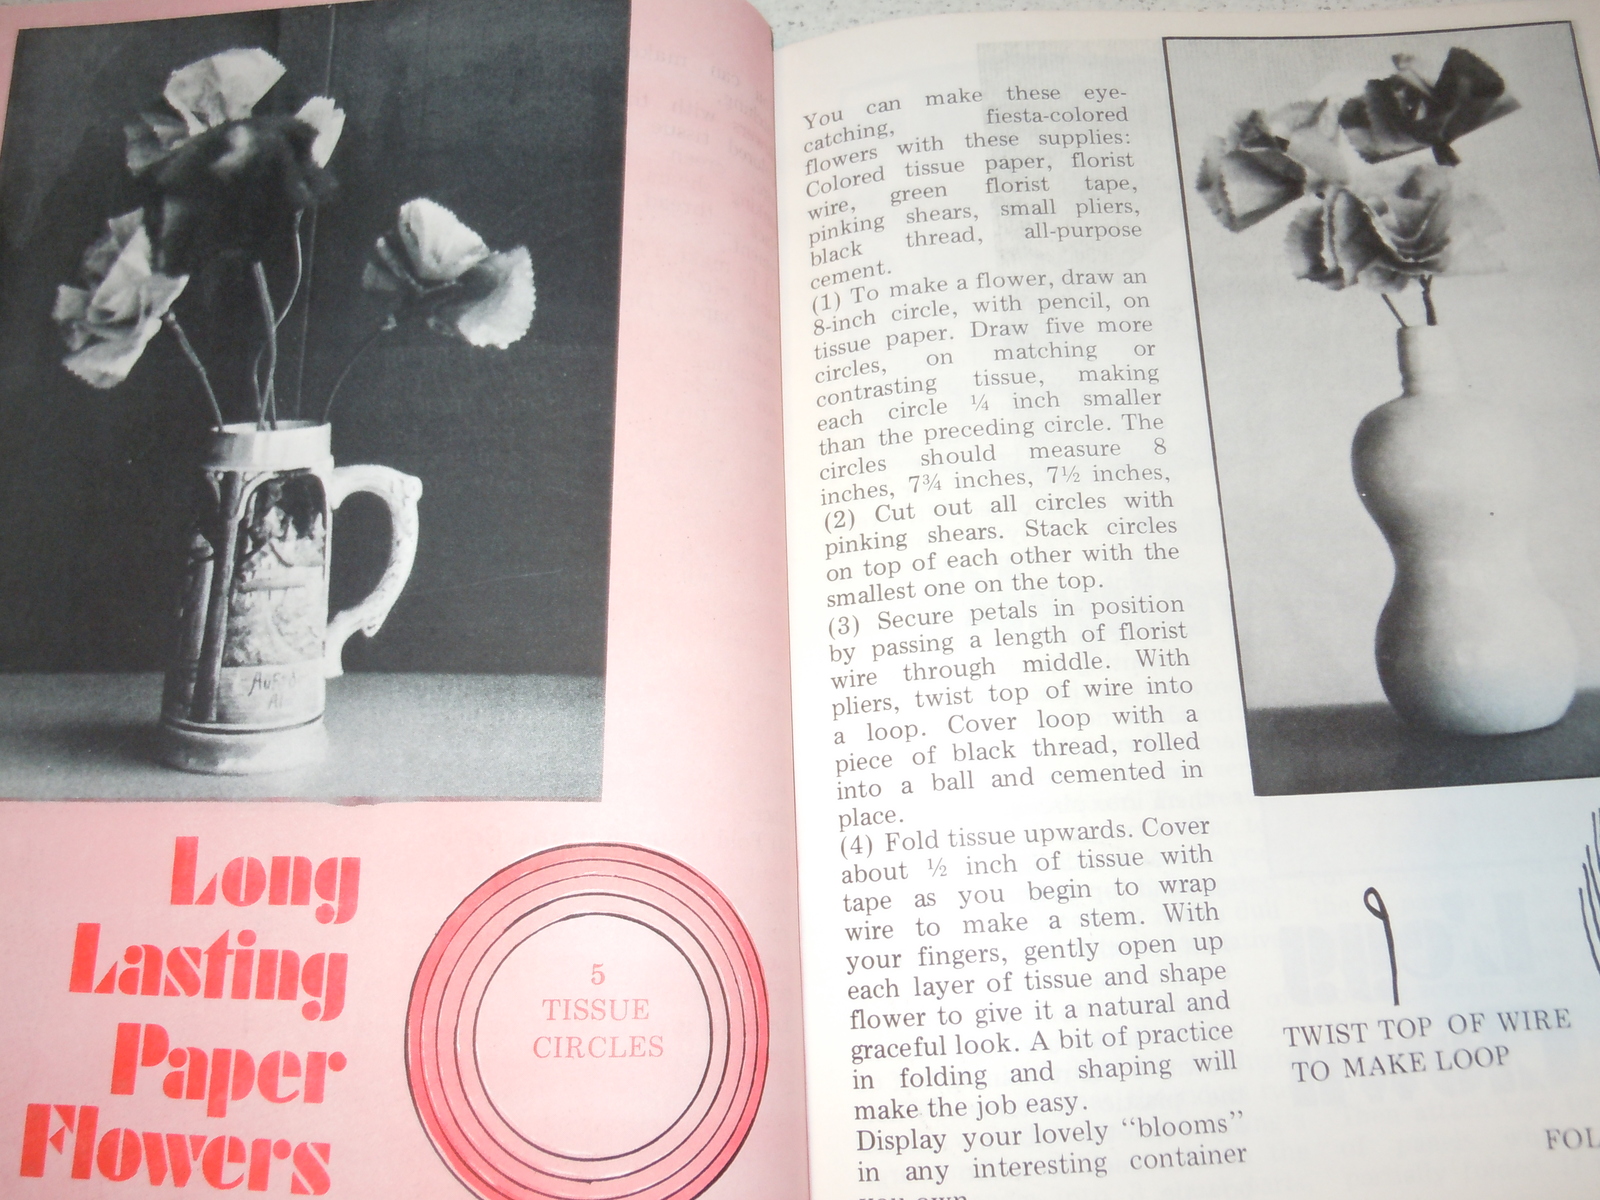 Long
Lasting
Paper
Flowers
5
TISSUE
CIRCLES
You can make these eye-
catching, fiesta-colored
flowers with these supplies:
Colored tissue paper, florist
wire, green florist tape,
pinking shears, small pliers,
black thread, all-purpose
cement.
(1) To make a flower, draw an
8-inch circle, with pencil, on
tissue paper. Draw five more
circles, on matching or
contrasting tissue, making
each circle ¼ inch smaller
than the preceding circle. The
circles should measure 8
inches, 7¾ inches, 7½ inches,
(2) Cut out all circles with
pinking shears. Stack circles
on top of each other with the
smallest one on the top.
(3) Secure petals in position
by passing a length of florist
wire through middle. With
pliers, twist top of wire into
a loop. Cover loop with a
piece of black thread, rolled
into a ball and cemented in
place.
(4) Fold tissue upwards. Cover
about ½ inch of tissue with
tape as you begin to wrap
wire to make a stem. With
your fingers, gently open up
each layer of tissue and shape
flower to give it a natural and
graceful look. A bit of practice
in folding and shaping will
make the job easy.
Display your lovely “blooms”
in any interesting container
you own.
TWIST TOP OF WIRE
TO MAKE LOOP
FOL